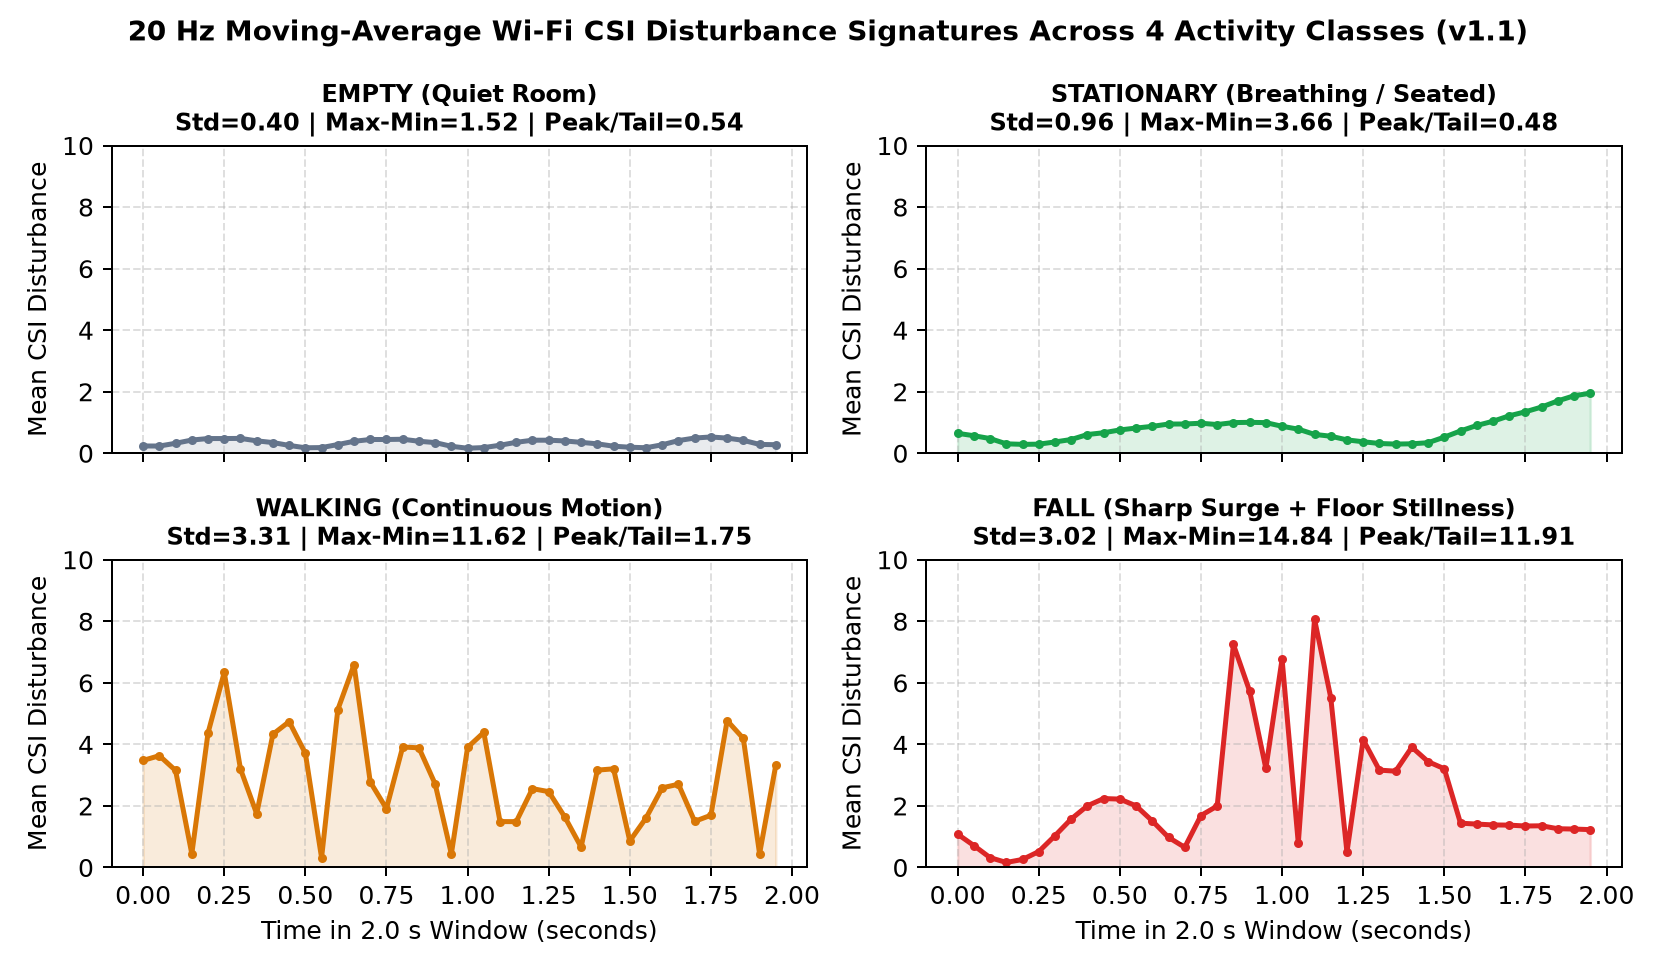 20 Hz Moving-Average Wi-Fi CSI Disturbance Signatures Across 4 Activity Classes (v1.1)
EMPTY (Quiet Room)
Std=0.40 | Max-Min=1.52 | Peak/Tail=0.54
Mean CSI Disturbance
10
8
6
4
2
0
STATIONARY (Breathing / Seated)
Std=0.96 | Max-Min=3.66 | Peak/Tail=0.48
Mean CSI Disturbance
10
8
6
4
2
0
WALKING (Continuous Motion)
Std=3.31 | Max-Min=11.62 | Peak/Tail=1.75
Mean CSI Disturbance
10
8
6
4
2
0
0.00 0.25 0.50 0.75 1.00 1.25 1.50 1.75 2.00
Time in 2.0 s Window (seconds)
FALL (Sharp Surge + Floor Stillness)
Std=3.02 | Max-Min=14.84 | Peak/Tail=11.91
Mean CSI Disturbance
10
8
6
4
2
0
0.00 0.25 0.50 0.75 1.00 1.25 1.50 1.75 2.00
Time in 2.0 s Window (seconds)